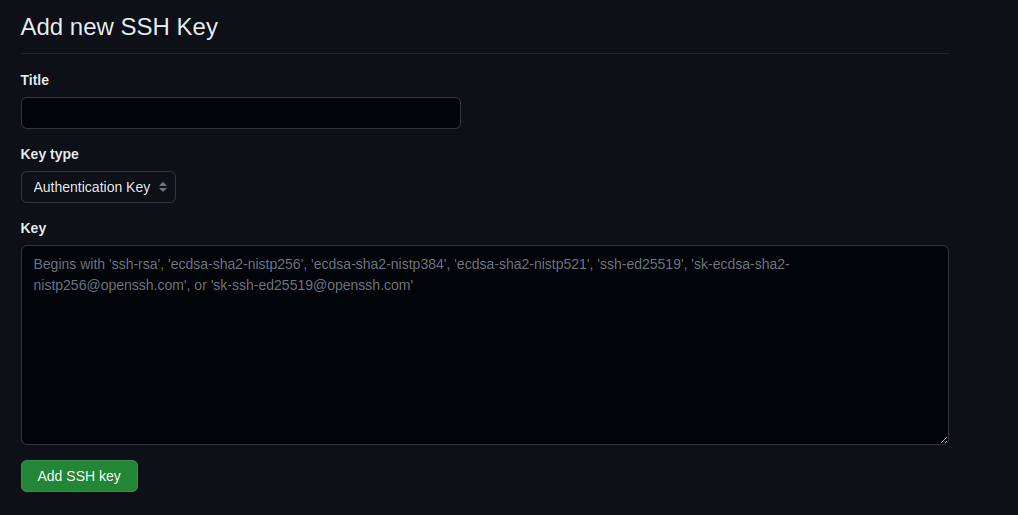 Add new SSH Key
Title
Key type
Authentication Key
Key
Begins with 'ssh-rsa', 'ecdsa-sha2-nistp256', 'ecdsa-sha2-nistp384', 'ecdsa-sha2-nistp521', 'ssh-ed25519', 'sk-ecdsa-sha2-
nistp256@openssh.com', or 'sk-ssh-ed25519@openssh.com'
Add SSH key